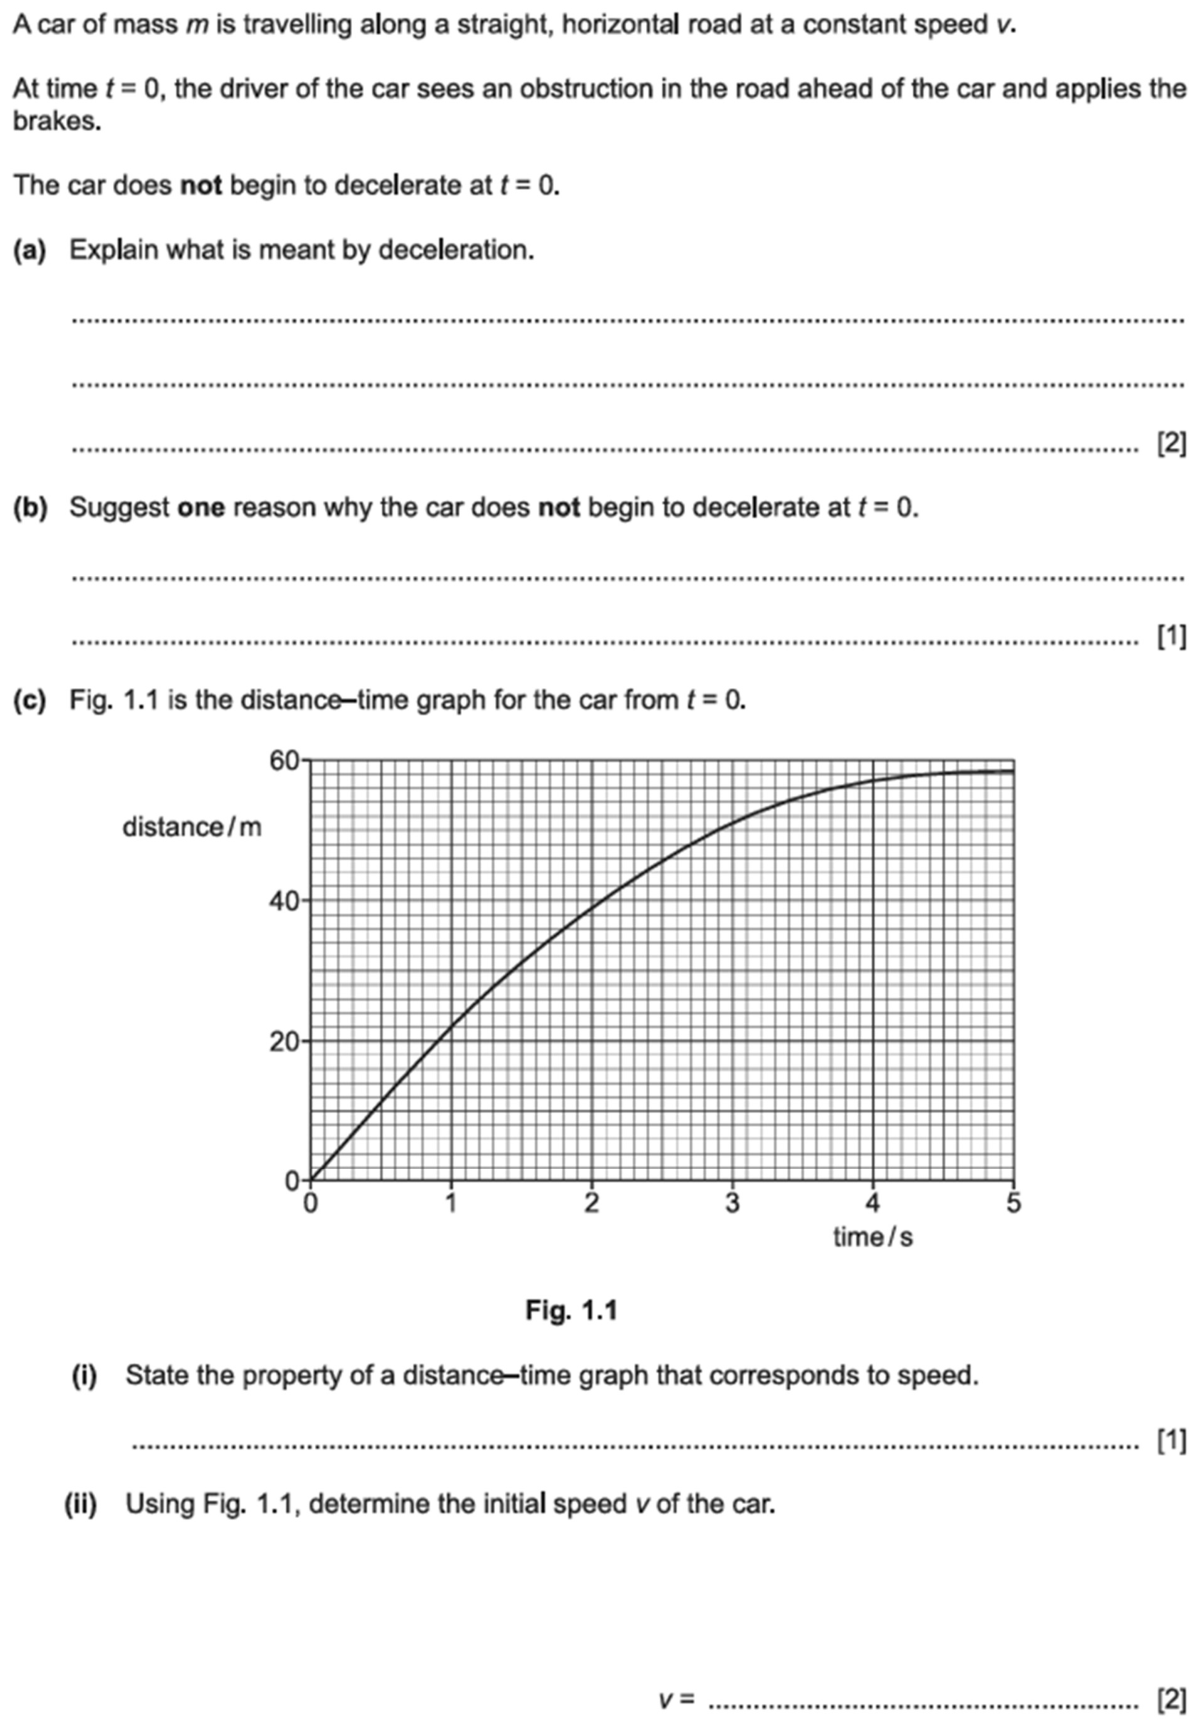 A car of mass m is travelling along a straight, horizontal road at a constant speed v.
At time t = 0, the driver of the car sees an obstruction in the road ahead of the car and applies the
brakes.
The car does not begin to decelerate at t = 0.
(a) Explain what is meant by deceleration.
[2]
(b) Suggest one reason why the car does not begin to decelerate at t = 0.
[1]
(c) Fig. 1.1 is the distance–time graph for the car from t = 0.
60
distance/m
40
20
0
0 1 2 3 4 5
time/s
Fig. 1.1
(i) State the property of a distance–time graph that corresponds to speed.
[1]
(ii) Using Fig. 1.1, determine the initial speed v of the car.
v = [2]